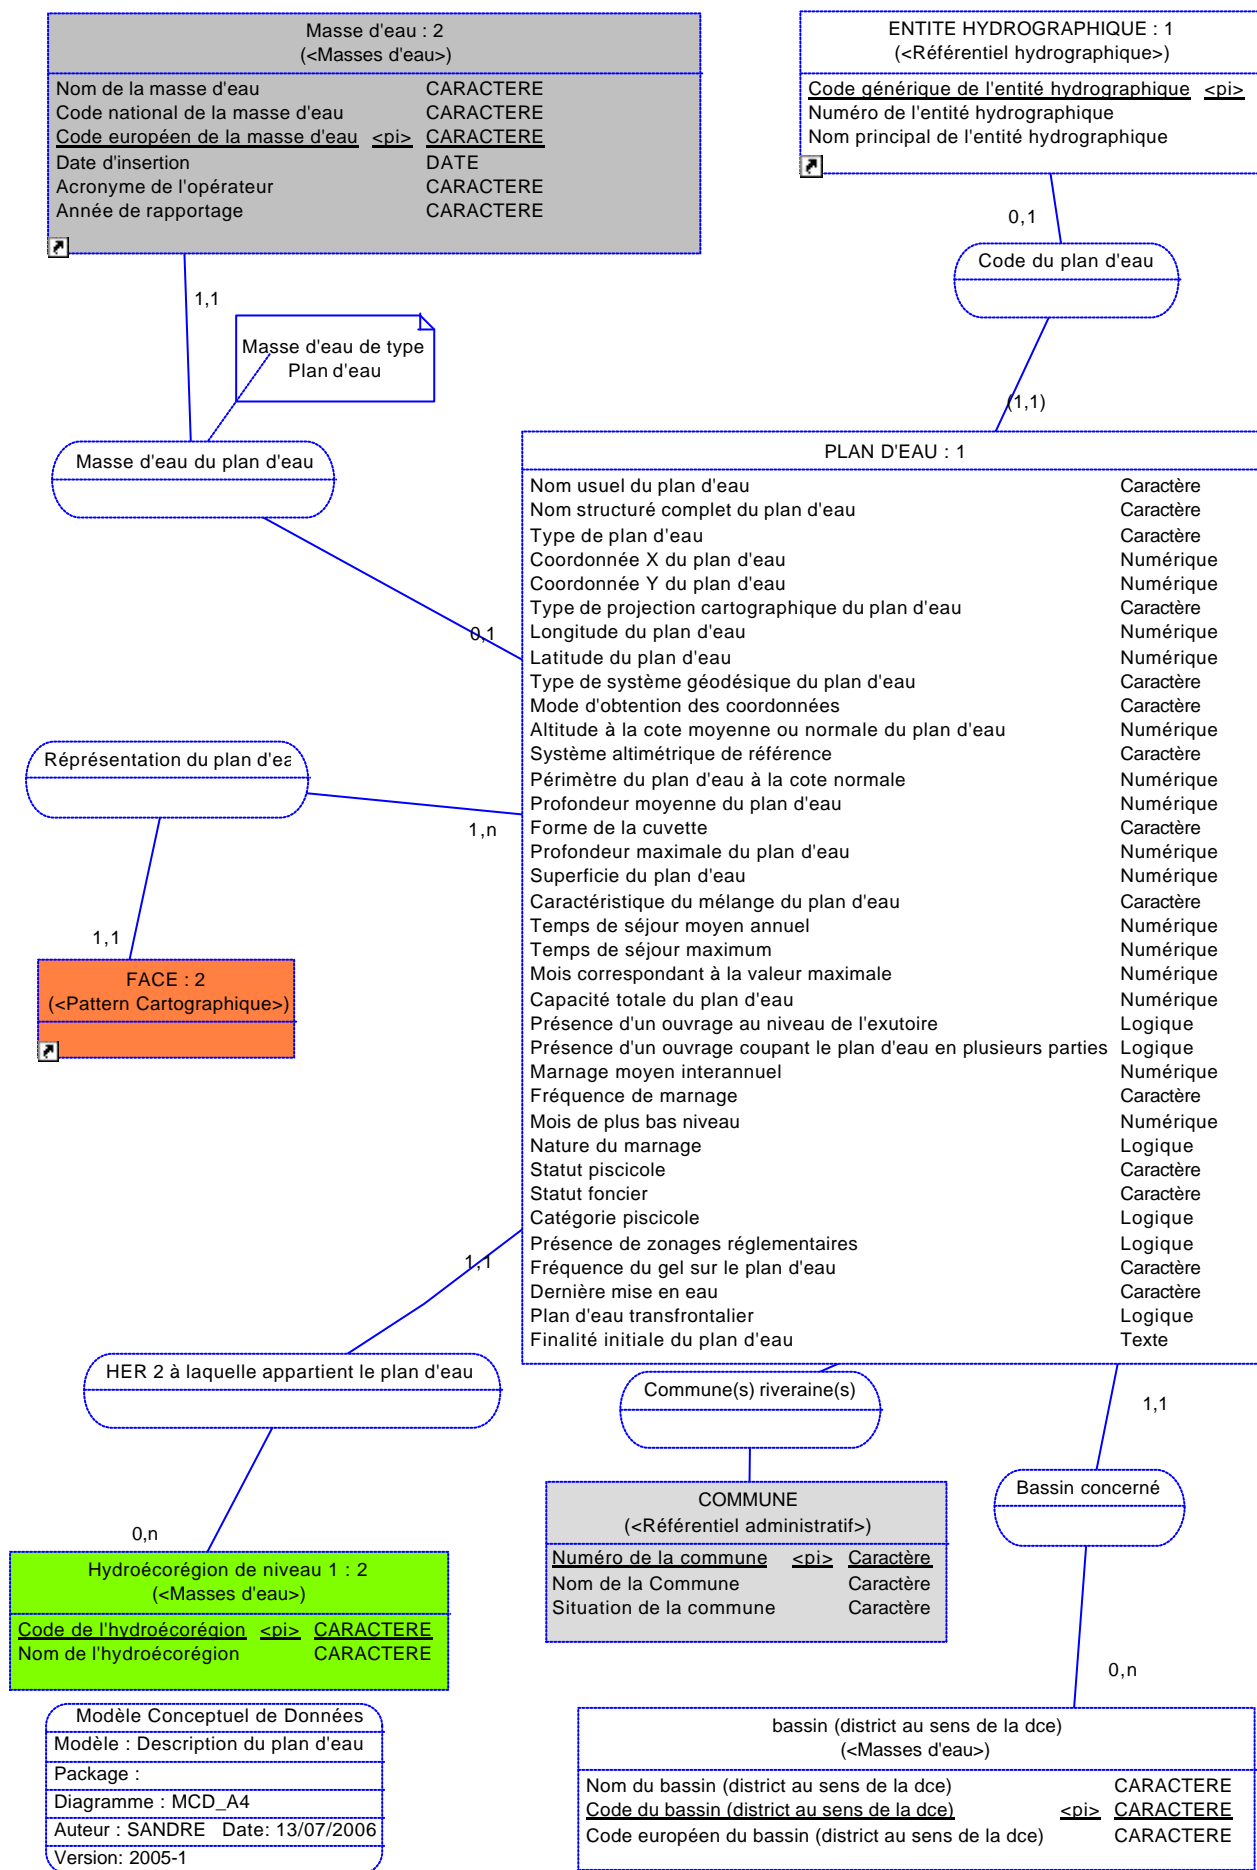 Masse d'eau : 2
(<Masses d'eau>)
Nom de la masse d'eau CARACTERE
Code national de la masse d'eau CARACTERE
Code européen de la masse d'eau <pi> CARACTERE
Date d'insertion DATE
Acronyme de l'opérateur CARACTERE
Année de rapportage CARACTERE
ENTITE HYDROGRAPHIQUE : 1
(<Référentiel hydrographique>)
Code générique de l'entité hydrographique <pi>
Numéro de l'entité hydrographique
Nom principal de l'entité hydrographique
0,1
Code du plan d'eau
(1,1)
1,1
Masse d'eau de type
Plan d'eau
Masse d'eau du plan d'eau
0,1
PLAN D'EAU : 1
Nom usuel du plan d'eau Caractère
Nom structuré complet du plan d'eau Caractère
Type de plan d'eau Caractère
Coordonnée X du plan d'eau Numérique
Coordonnée Y du plan d'eau Numérique
Type de projection cartographique du plan d'eau Caractère
Longitude du plan d'eau Numérique
Latitude du plan d'eau Numérique
Type de système géodésique du plan d'eau Caractère
Mode d'obtention des coordonnées Caractère
Altitude à la cote moyenne ou normale du plan d'eau Numérique
Système altimétrique de référence Caractère
Périmètre du plan d'eau à la cote normale Numérique
Profondeur moyenne du plan d'eau Numérique
Forme de la cuvette Caractère
Profondeur maximale du plan d'eau Numérique
Superficie du plan d'eau Numérique
Caractéristique du mélange du plan d'eau Caractère
Temps de séjour moyen annuel Numérique
Temps de séjour maximum Numérique
Mois correspondant à la valeur maximale Numérique
Capacité totale du plan d'eau Numérique
Présence d'un ouvrage au niveau de l'exutoire Logique
Présence d'un ouvrage coupant le plan d'eau en plusieurs parties Logique
Marnage moyen interannuel Numérique
Fréquence de marnage Caractère
Mois de plus bas niveau Numérique
Nature du marnage Logique
Statut piscicole Caractère
Statut foncier Caractère
Catégorie piscicole Logique
Présence de zonages réglementaires Logique
Fréquence du gel sur le plan d'eau Caractère
Dernière mise en eau Caractère
Plan d'eau transfrontalier Logique
Finalité initiale du plan d'eau Texte
Réprésentation du plan d'ea
1,n
1,1
FACE : 2
(<Pattern Cartographique>)
1,1
HER 2 à laquelle appartient le plan d'eau
0,n
Hydroécorégion de niveau 1 : 2
(<Masses d'eau>)
Code de l'hydroécorégion <pi> CARACTERE
Nom de l'hydroécorégion CARACTERE
Commune(s) riveraine(s)
COMMUNE
(<Référentiel administratif>)
Numéro de la commune <pi> Caractère
Nom de la Commune Caractère
Situation de la commune Caractère
1,1
Bassin concerné
0,n
bassin (district au sens de la dce)
(<Masses d'eau>)
Nom du bassin (district au sens de la dce) CARACTERE
Code du bassin (district au sens de la dce) <pi> CARACTERE
Code européen du bassin (district au sens de la dce) CARACTERE
Modèle Conceptuel de Données
Modèle : Description du plan d'eau
Package :
Diagramme : MCD_A4
Auteur : SANDRE Date: 13/07/2006
Version: 2005-1